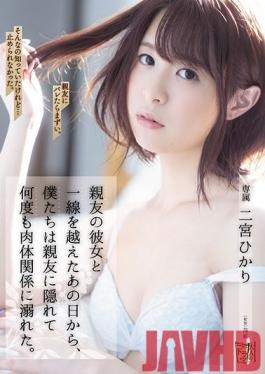 そんなの知っていたけれど…
止められなかった。
親友に
バレたらまずい、
専属 二宮ひかり
親友の彼女と
一線を越えたあの日から、
僕たちは親友に隠れて
何度も肉体関係に溺れた。
JAVHD